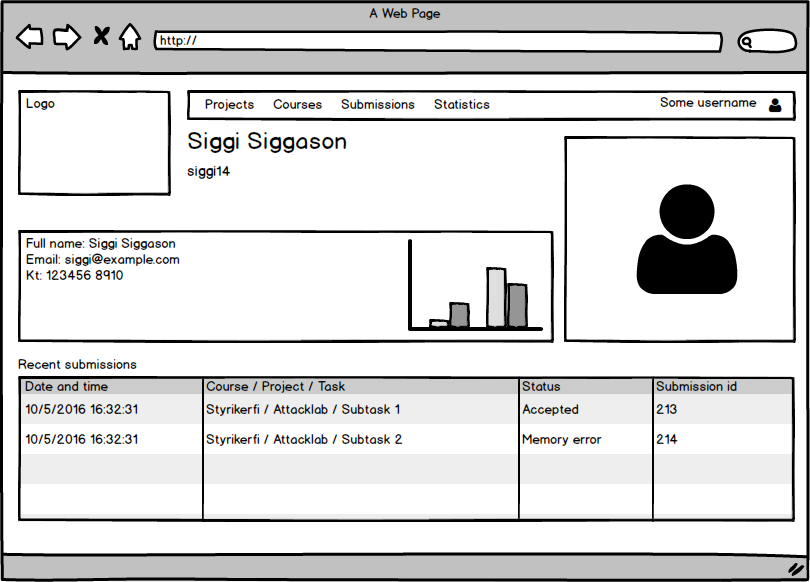 A Web Page
http://
Logo
Projects Courses Submissions Statistics Some username
Siggi Siggason
siggi14
Full name: Siggi Siggason
Email: siggi@example.com
Kt: 123456 8910
Recent submissions
Date and time Course / Project / Task Status Submission id
10/5/2016 16:32:31 Styrikerfi / Attacklab / Subtask 1 Accepted 213
10/5/2016 16:32:31 Styrikerfi / Attacklab / Subtask 2 Memory error 214